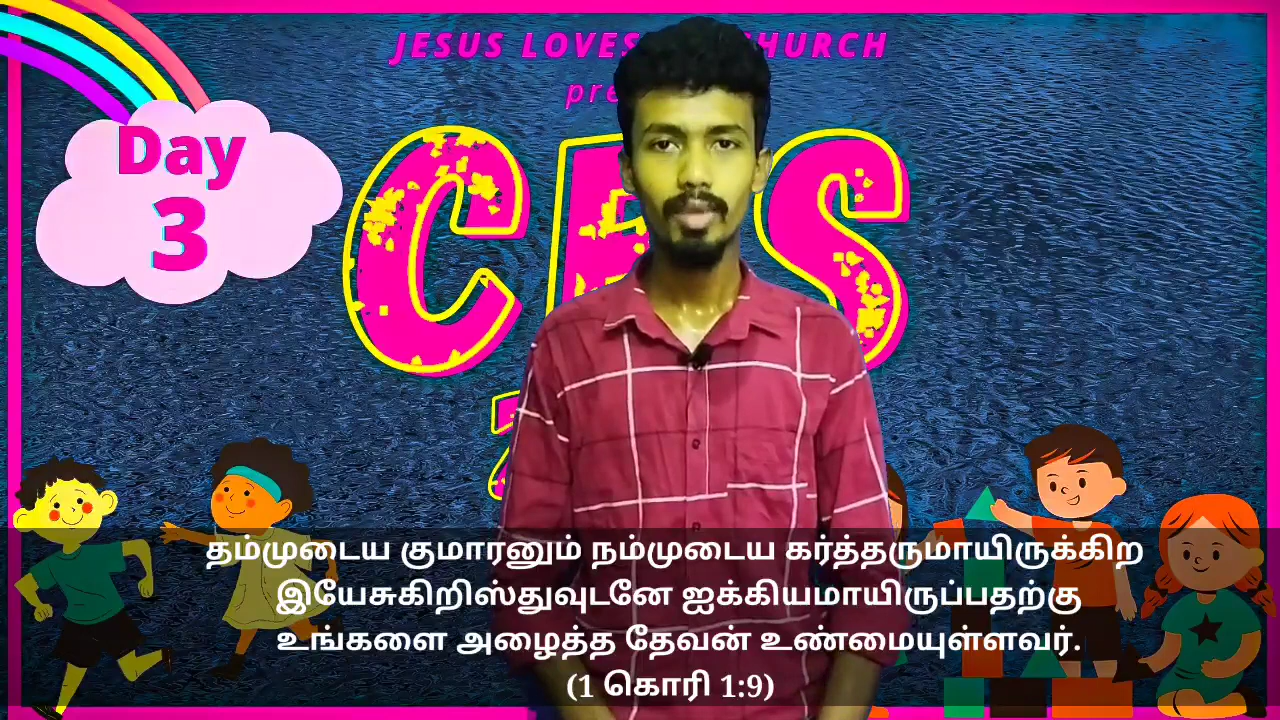 JESUS LOVES CHURCH
Day
3
தம்முடைய குமாரனும் நம்முடைய கர்த்தருமாயிருக்கிற
இயேசுகிறிஸ்துவுடனே ஐக்கியமாயிருப்பதற்கு
உங்களை அழைத்த தேவன் உண்மையுள்ளவர்.
(1 கொரி 1:9)